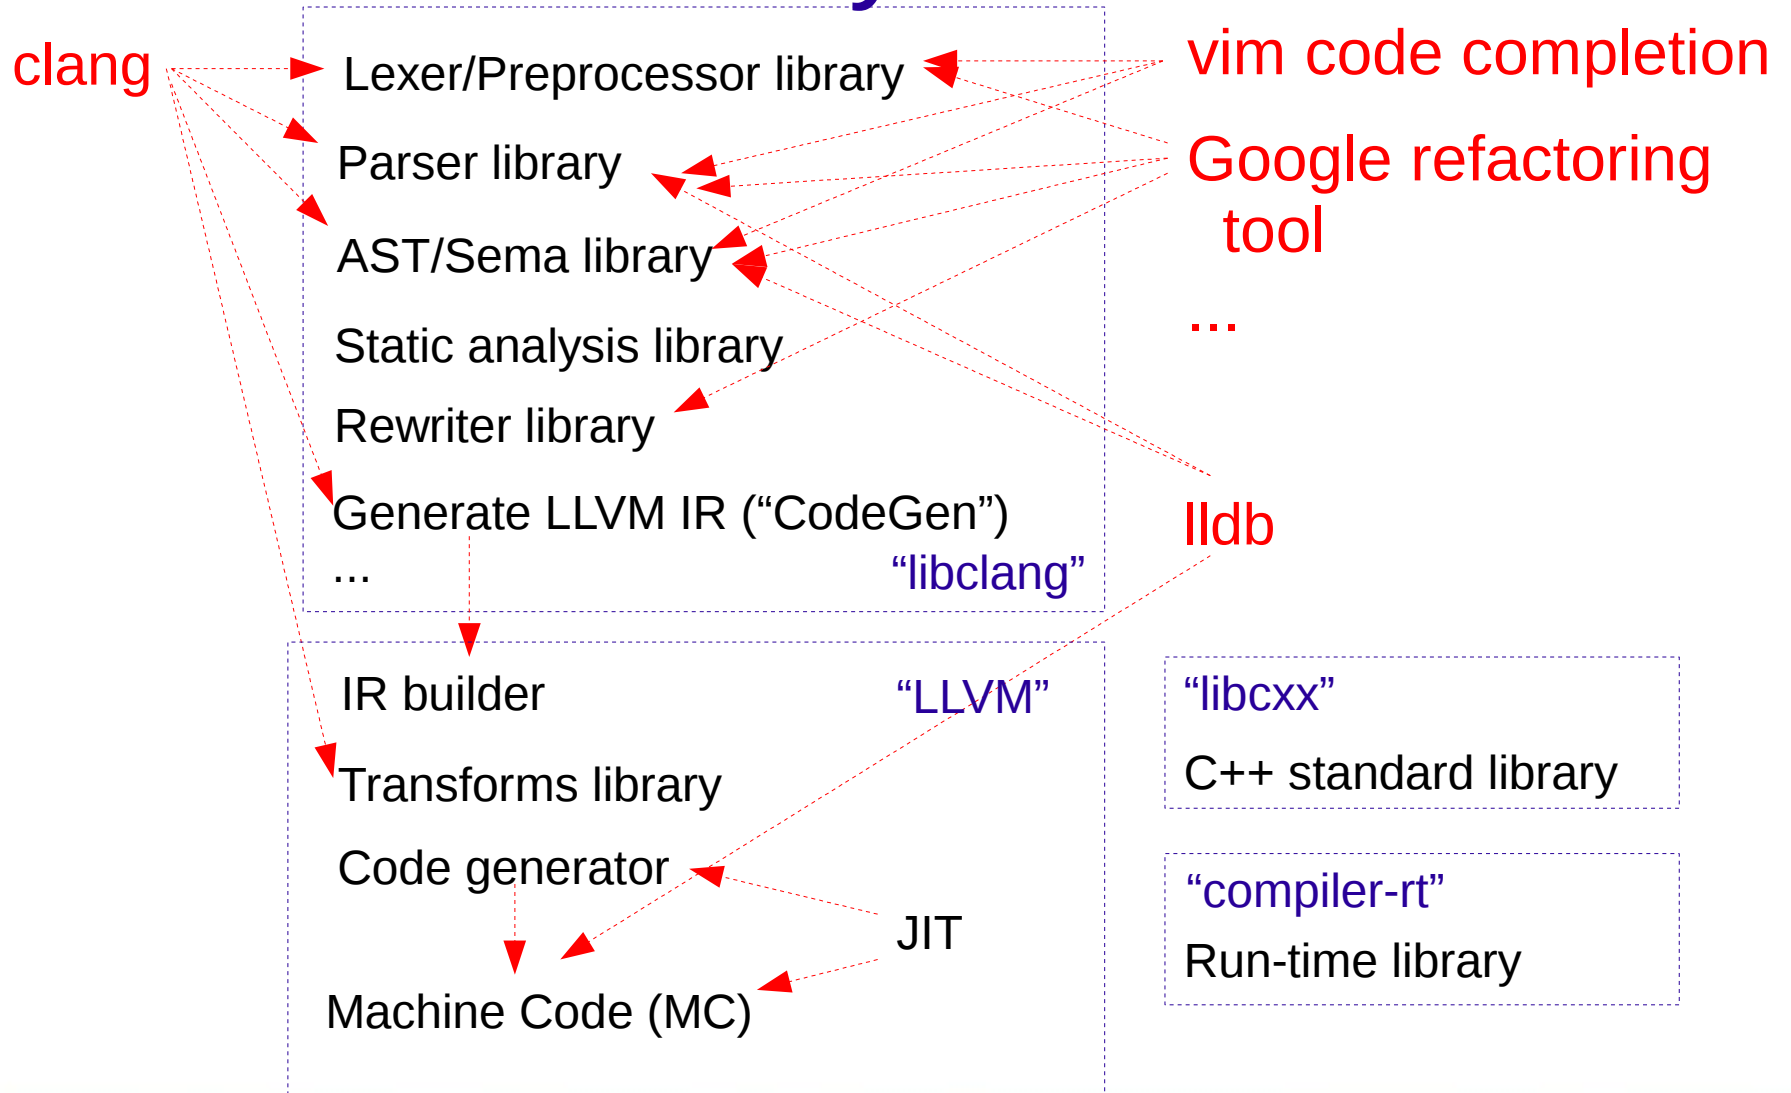 clang
Lexer/Preprocessor library
Parser library
AST/Sema library
Static analysis library
Rewriter library
Generate LLVM IR (“CodeGen”)
...
“libclang”
vim code completion
Google refactoring
tool
...
lldb
IR builder
“LLVM”
Transforms library
Code generator
JIT
Machine Code (MC)
“libcxx”
C++ standard library
“compiler-rt”
Run-time library